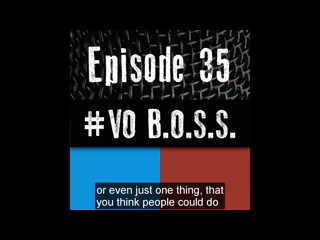 Episode 35
#VO B.O.S.S.
or even just one thing, that
you think people could do